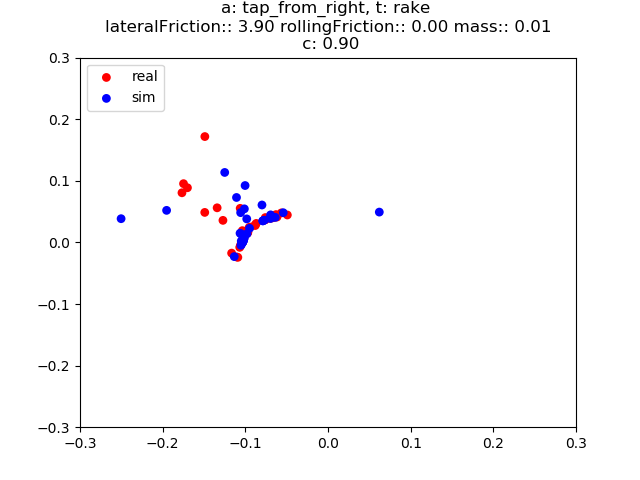 a: tap_from_right, t: rake
lateralFriction:: 3.90 rollingFriction:: 0.00 mass:: 0.01
c: 0.90
real
sim
0.3
0.2
0.1
0.0
−0.1
−0.2
−0.3
−0.3
−0.2
−0.1
0.0
0.1
0.2
0.3